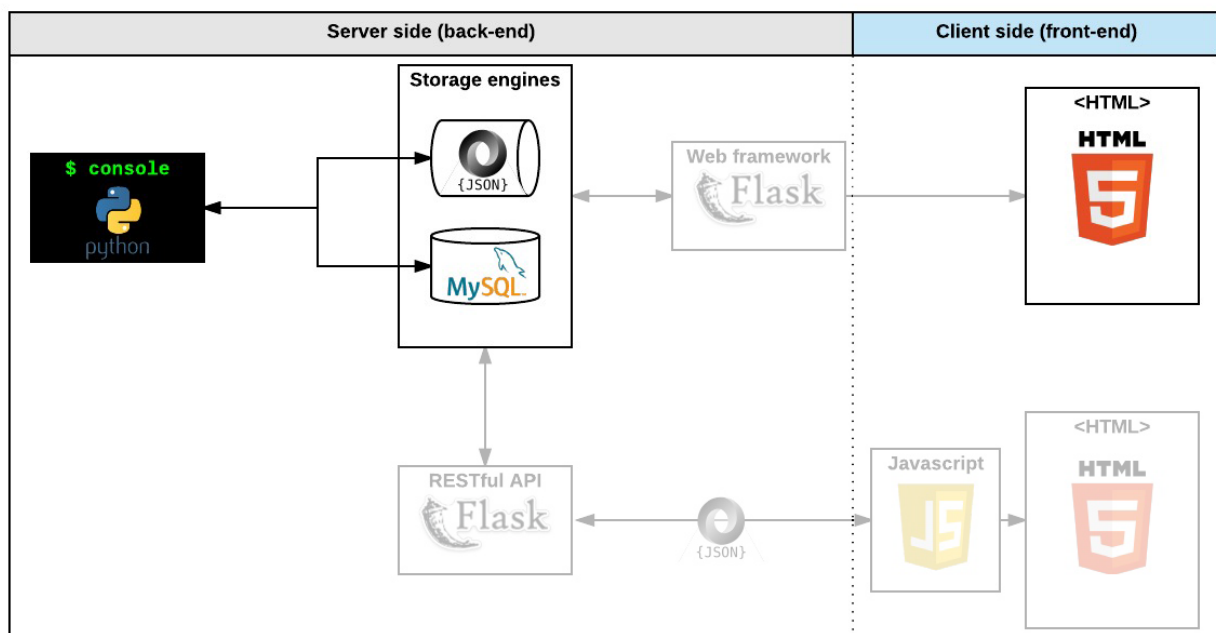 Server side (back-end)
Client side (front-end)
Storage engines
<HTML>
$ console
python
{JSON}
MySQL™
Web framework
Flask
HTML
5
RESTful API
Flask
{JSON}
Javascript
JS
<HTML>
HTML
5